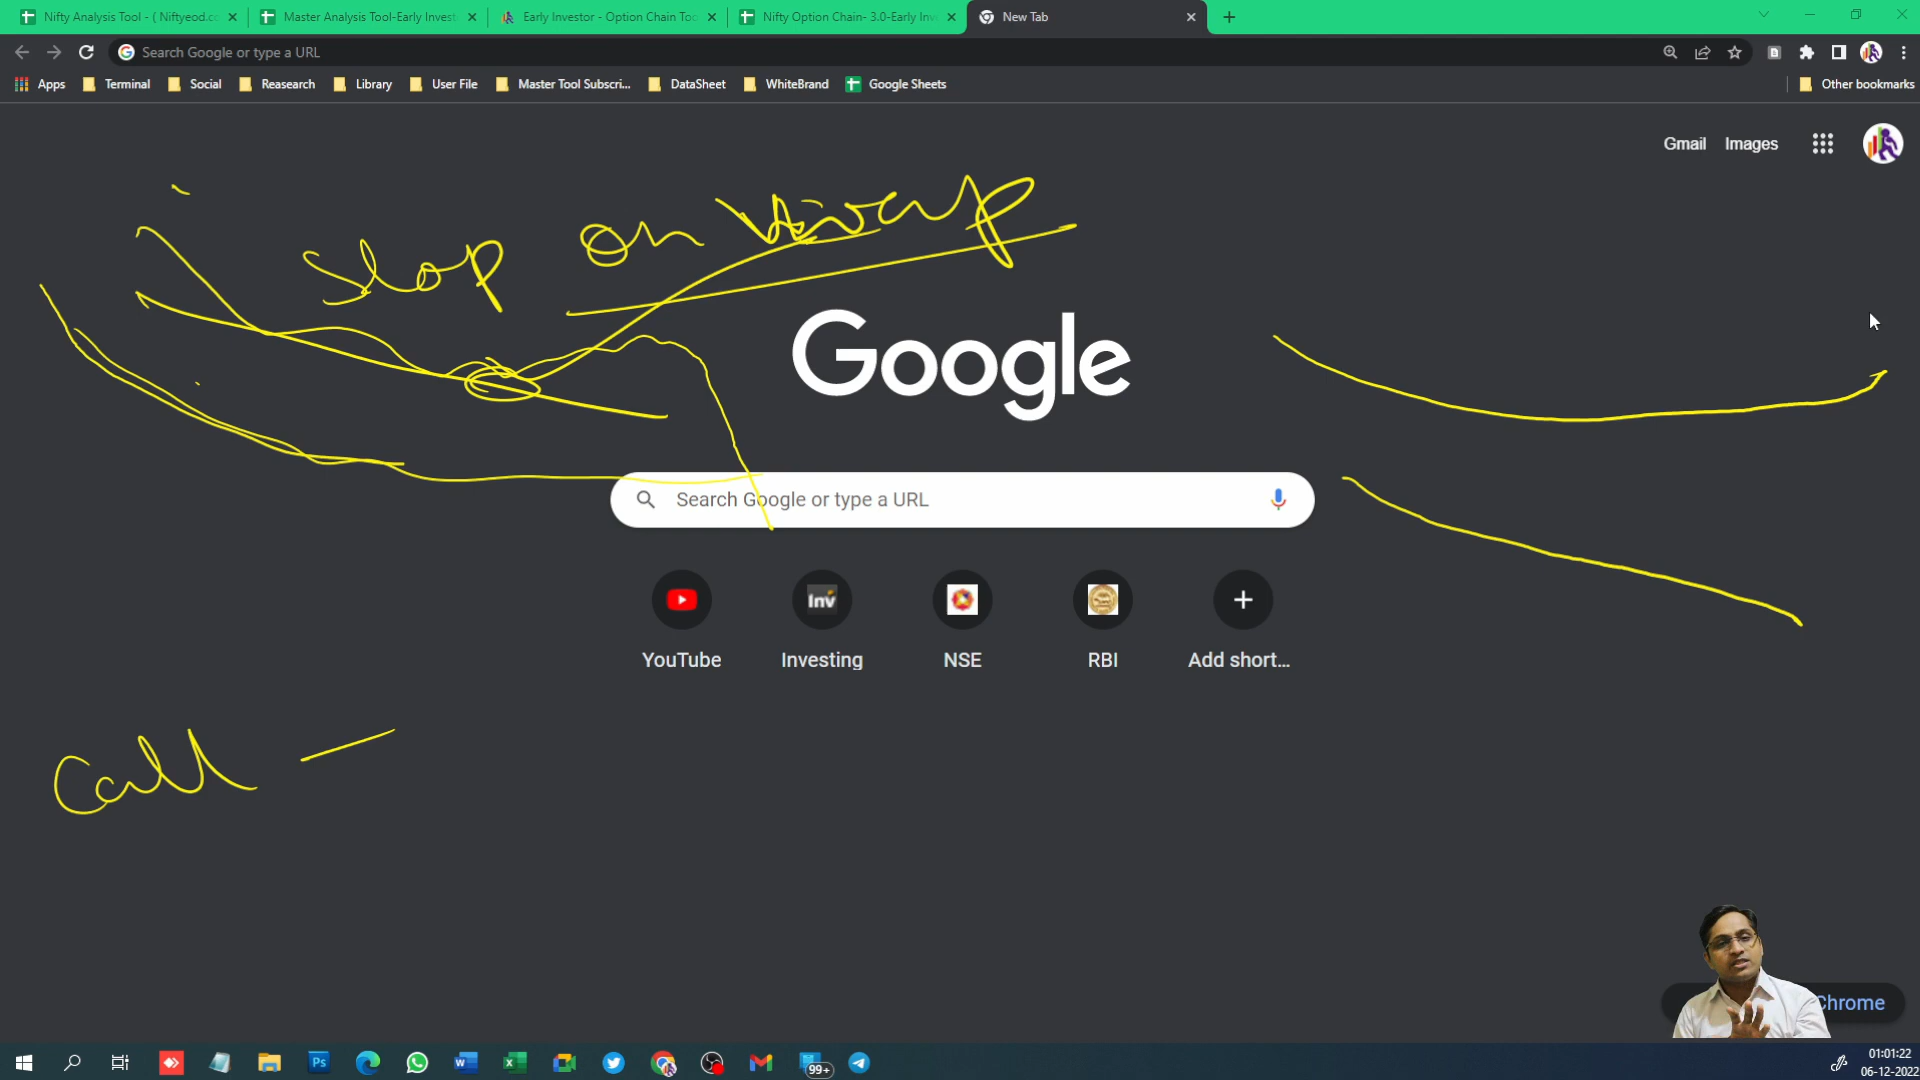 Nifty Analysis Tool - ( Niftyeod.co
Master Analysis Tool-Early Invest
Early Investor - Option Chain Too
Nifty Option Chain- 3.0-Early Inv
New Tab
Search Google or type a URL
Apps
Terminal
Social
Reasearch
Library
User File
Master Tool Subscri...
DataSheet
WhiteBrand
Google Sheets
Other bookmarks
Gmail
Images
on
Google
Search Google or type a URL
Inv
YouTube
Investing
NSE
RBI
Add short...
Call —
Chrome
Ps
99+
01:01:22
06-12-2022